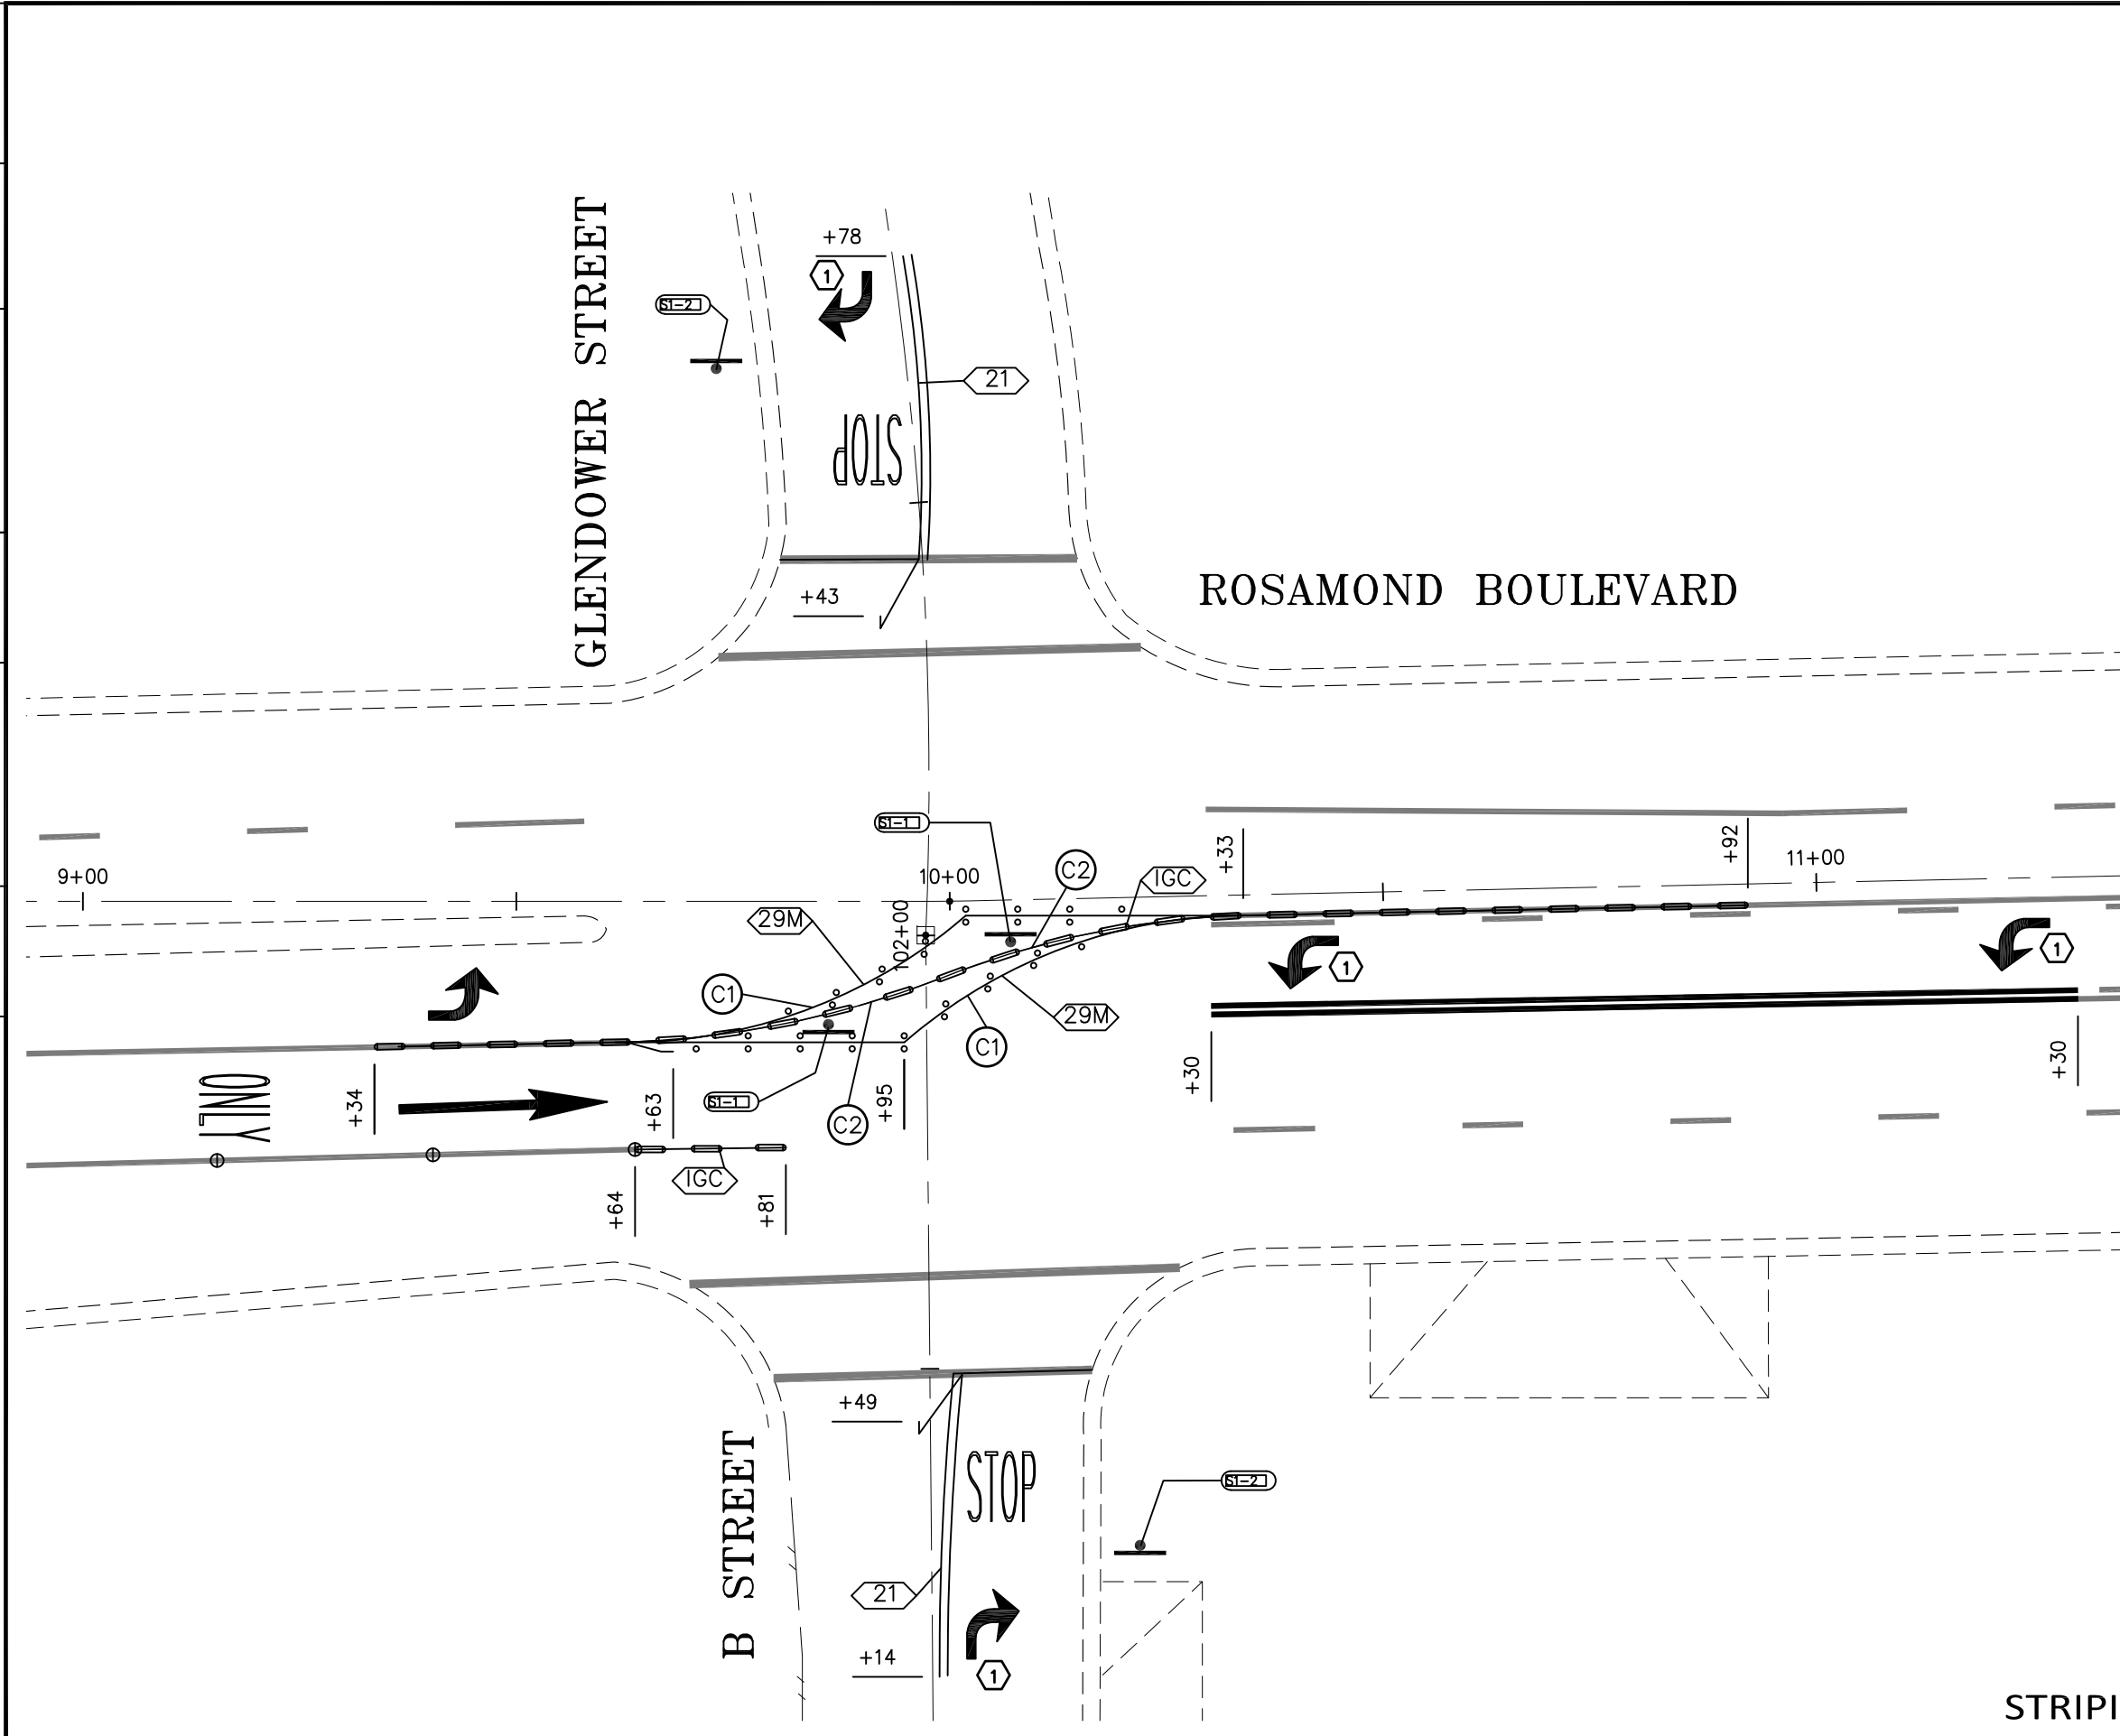 GLENDOWER STREET
+78
1
S1-2
21
STOP
+43
ROSAMOND BOULEVARD
S1-1
+33
+92
9+00
10+00
11+00
C2
IGC
29M
102+00
C1
1
1
29M
C1
ONLY
+34
+63
S1-1
C2
+95
+30
+30
IGC
+64
+81
+49
B STREET
STOP
S1-2
21
+14
1
STRIPI